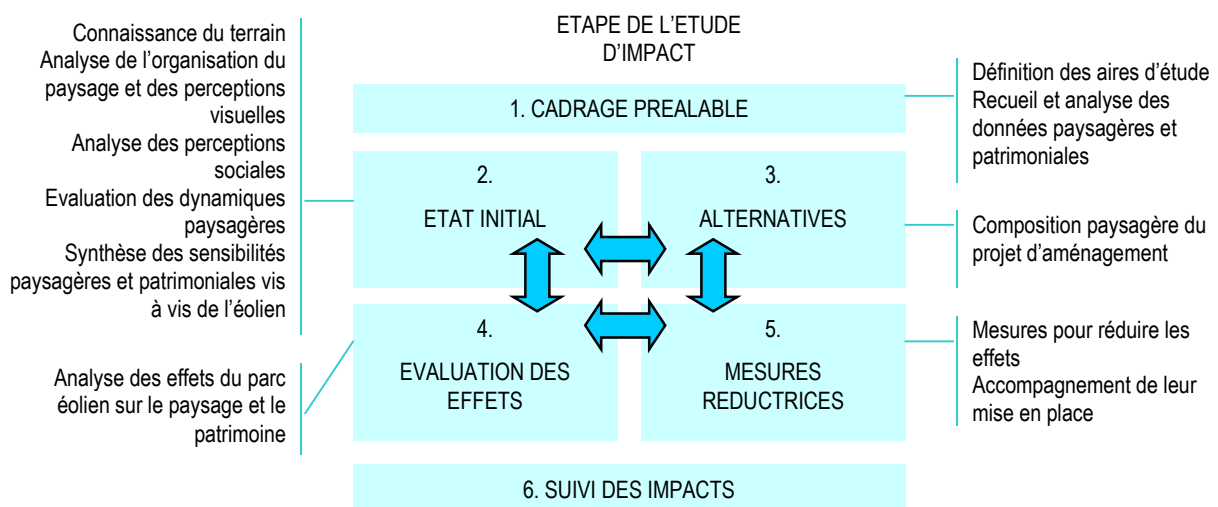 ETAPE DE L’ETUDE
D’IMPACT
Connaissance du terrain
Analyse de l’organisation du
paysage et des perceptions
visuelles
Analyse des perceptions
sociales
Evaluation des dynamiques
paysagères
Synthèse des sensibilités
paysagères et patrimoniales vis
à vis de l’éolien
1. CADRAGE PREALABLE
Définition des aires d’étude
Recueil et analyse des
données paysagères et
patrimoniales
2.
ETAT INITIAL
3.
ALTERNATIVES
Composition paysagère du
projet d’aménagement
Analyse des effets du parc
éolien sur le paysage et le
patrimoine
4.
EVALUATION DES
EFFETS
5.
MESURES
REDUCTRICES
Mesures pour réduire les
effets
Accompagnement de leur
mise en place
6. SUIVI DES IMPACTS